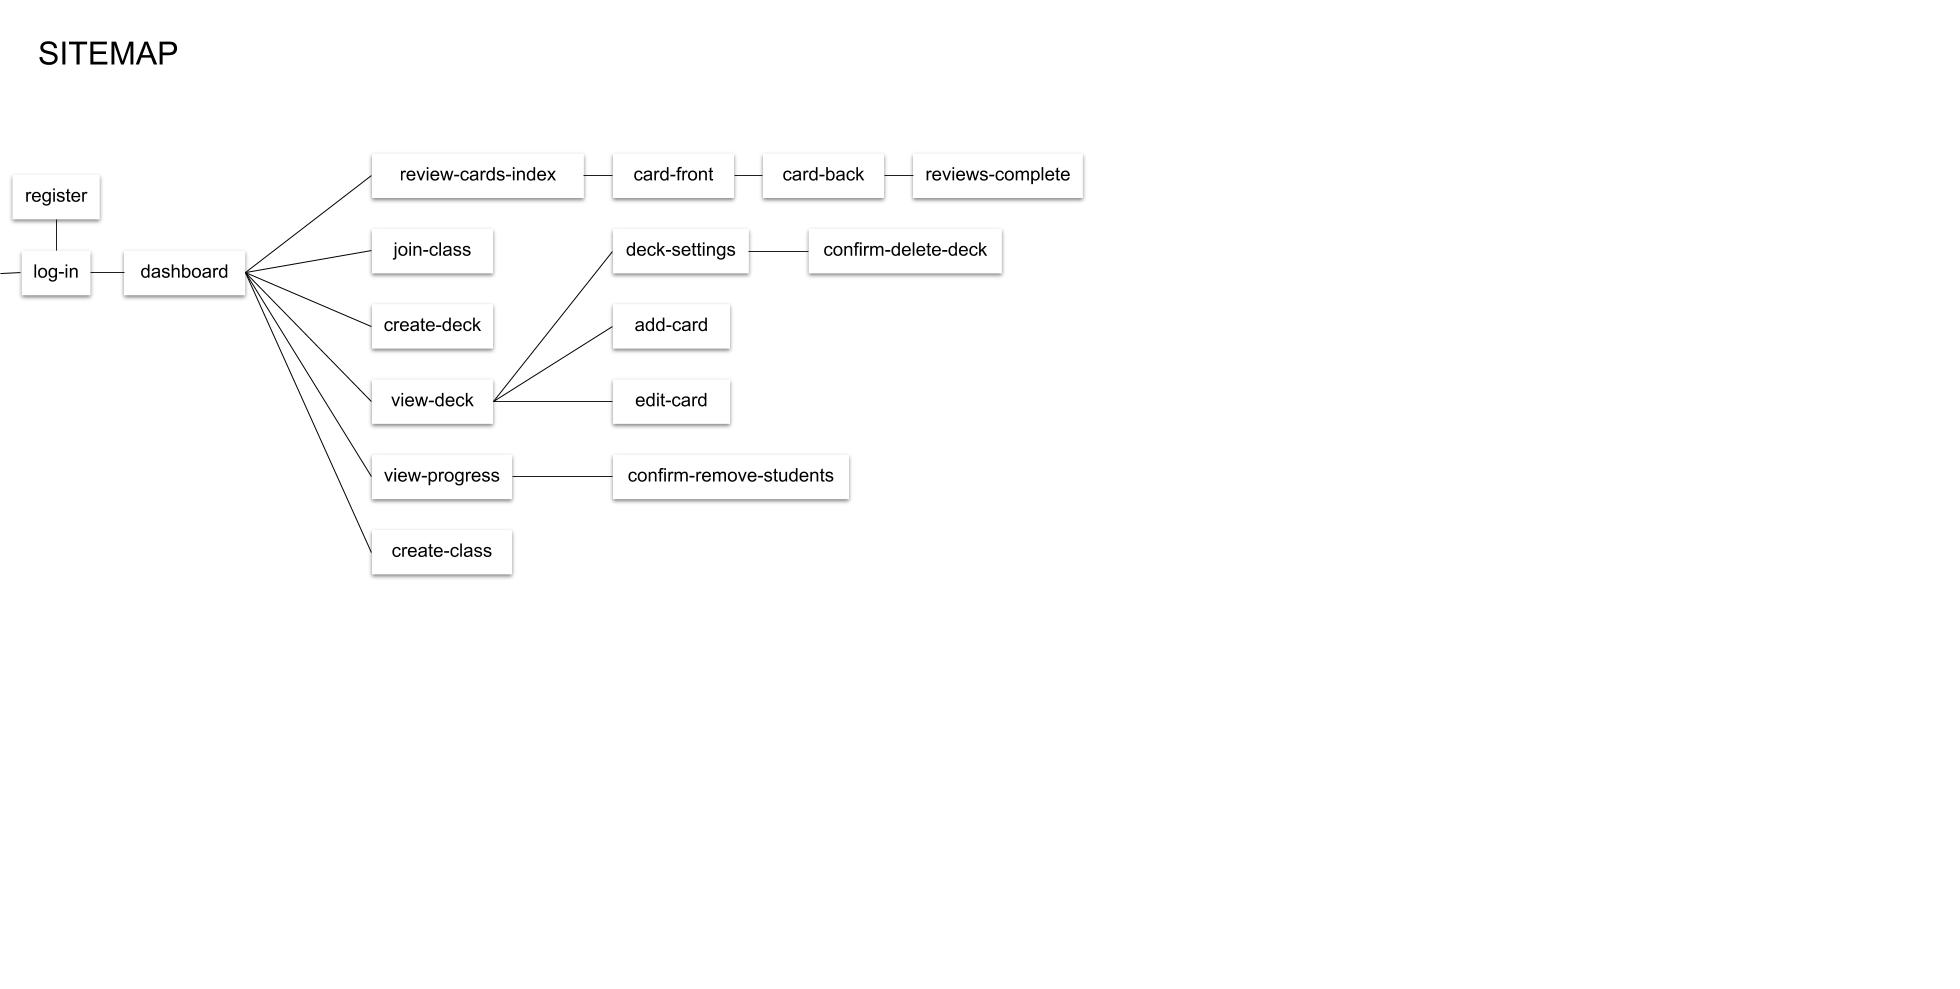 SITEMAP
register
log-in
dashboard
review-cards-index
card-front
card-back
reviews-complete
join-class
deck-settings
confirm-delete-deck
create-deck
add-card
view-deck
edit-card
view-progress
confirm-remove-students
create-class